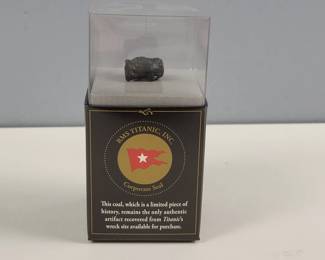 RMS TITANIC, INC.
Corporate Seal
This coal, which is a limited piece of
history, remains the only authentic
artifact recovered from Titanic's
wreck site available for purchase.